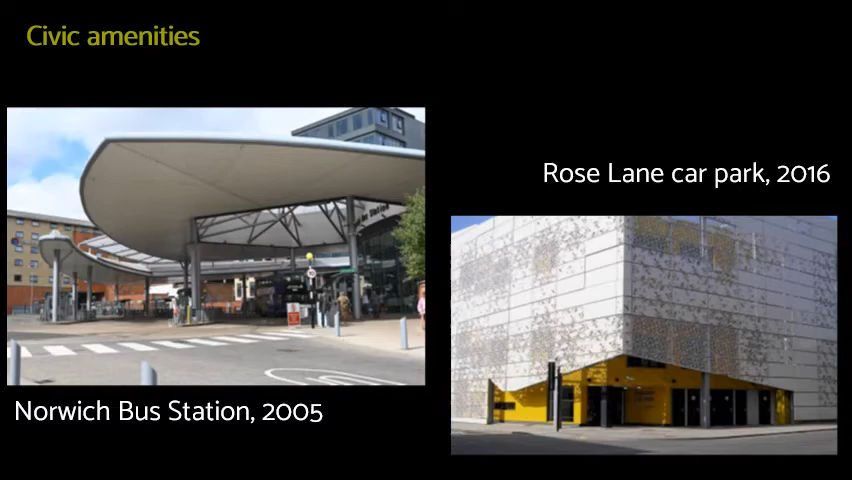 Civic amenities
Rose Lane car park, 2016
Norwich Bus Station, 2005